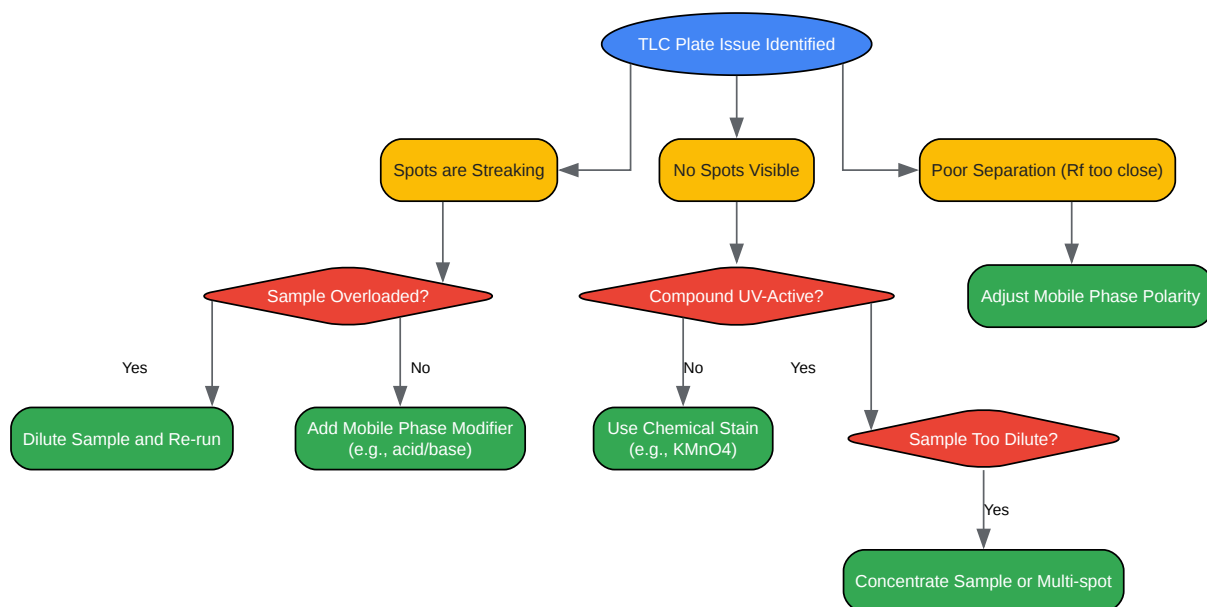 TLC Plate Issue Identified
Spots are Streaking
No Spots Visible
Poor Separation (Rf too close)
Sample Overloaded?
Compound UV-Active?
Adjust Mobile Phase Polarity
Yes
No
No
Yes
Dilute Sample and Re-run
Add Mobile Phase Modifier
(e.g., acid/base)
Use Chemical Stain
(e.g., KMnO4)
Sample Too Dilute?
Yes
Concentrate Sample or Multi-spot